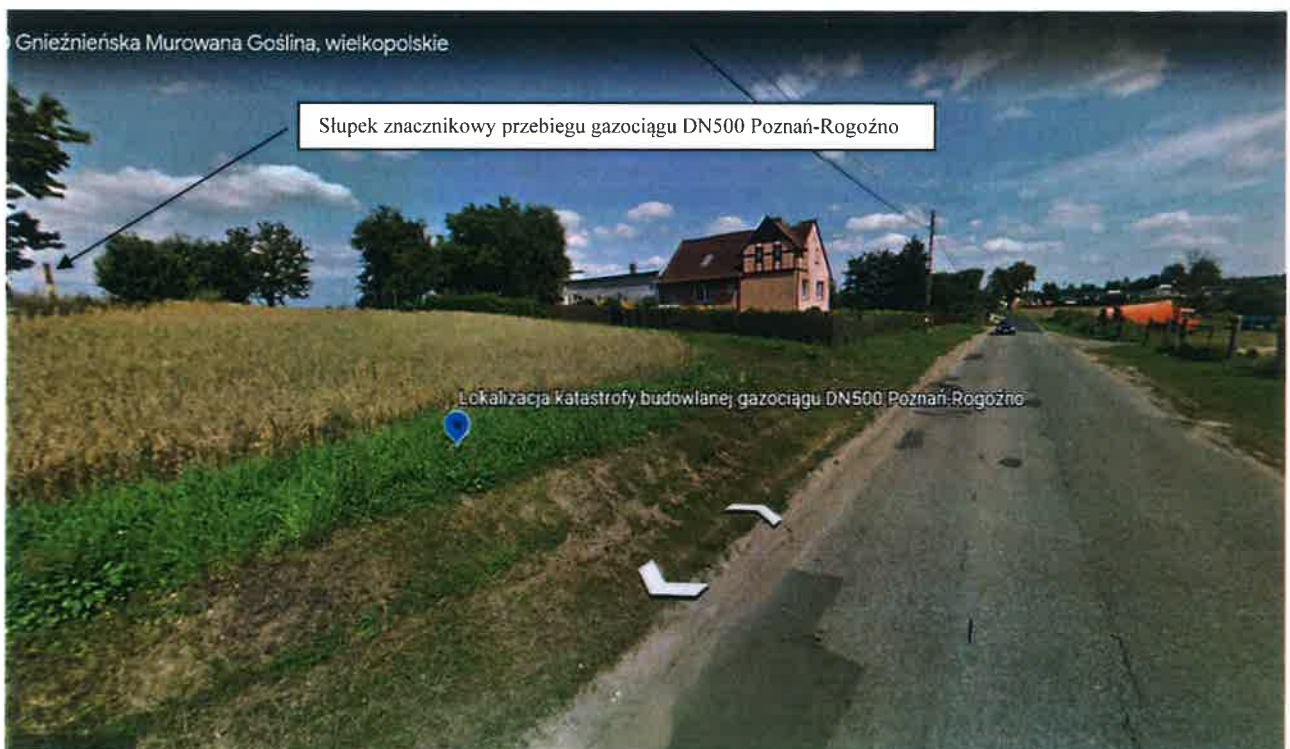 Gnieźnieńska Murowana Goślina, wielkopolskie
Słupek znacznikowy przebiegu gazociągu DN500 Poznań-Rogoźno
Lokalizacja katastrofy budowlanej gazociągu DN500 Poznań-Rogoźno